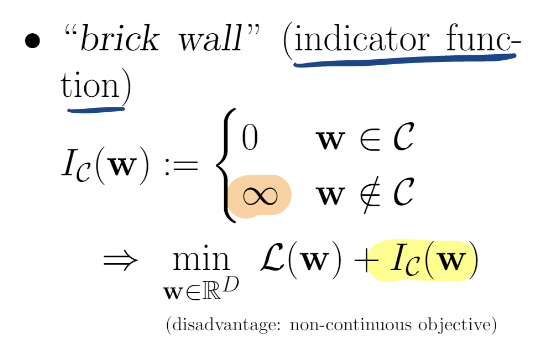 • “brick wall” (indicator func-
tion)
I_𝒞(𝐰) := { 0 𝐰 ∈ 𝒞
∞ 𝐰 ∉ 𝒞
⇒ min_{𝐰∈ℝ^D} ℒ(𝐰) + I_𝒞(𝐰)
(disadvantage: non-continuous objective)